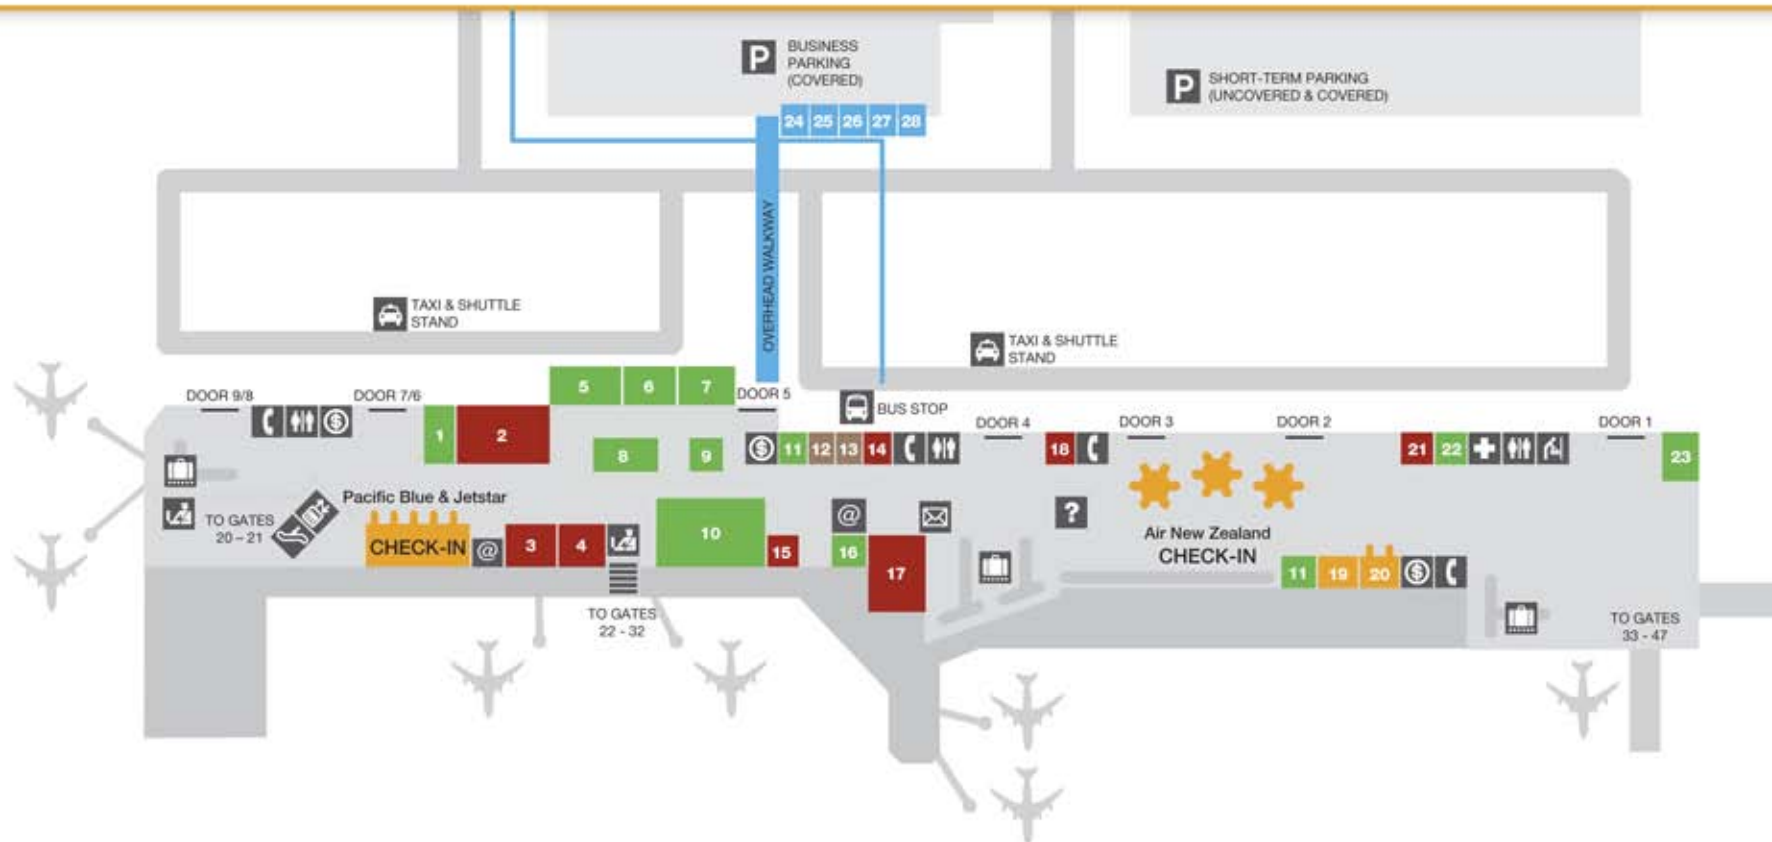 P
BUSINESS
PARKING
(COVERED)
P
SHORT-TERM PARKING
(UNCOVERED & COVERED)
24 25 26 27 28
OVERHEAD WALKWAY
TAXI & SHUTTLE
STAND
TAXI & SHUTTLE
STAND
DOOR 9/8
DOOR 7/6
5 6 7
DOOR 5
BUS STOP
DOOR 4
DOOR 3
DOOR 2
DOOR 1
$
1
2
8
9
$
11 12 13 14
18
21 22
23
Pacific Blue & Jetstar
TO GATES
20 – 21
CHECK-IN
@
3
4
10
15
@
16
17
?
Air New Zealand
CHECK-IN
11 19 20 $
TO GATES
22 - 32
TO GATES
33 - 47